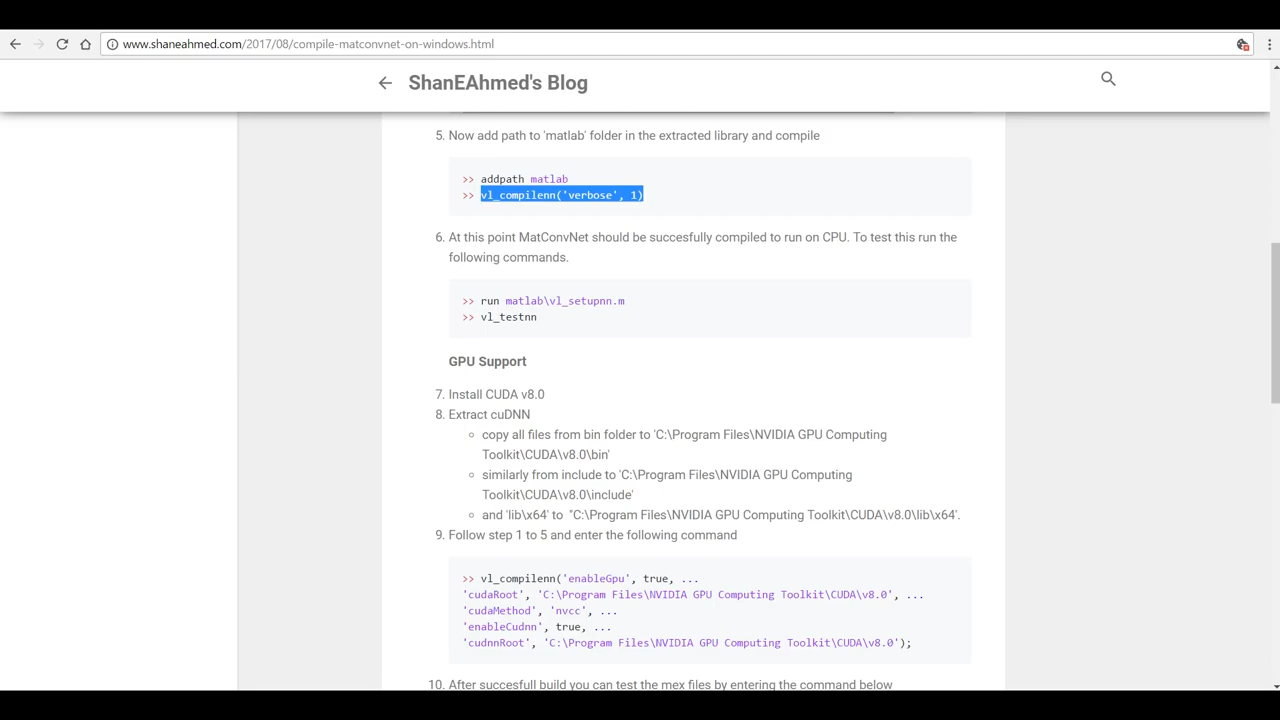 www.shaneahmed.com/2017/08/compile-matconvnet-on-windows.html
ShanEAhmed's Blog
5. Now add path to 'matlab' folder in the extracted library and compile
>> addpath matlab
>> vl_compilenn('verbose', 1)
6. At this point MatConvNet should be succesfully compiled to run on CPU. To test this run the
following commands.
>> run matlab\vl_setupnn.m
>> vl_testnn
GPU Support
7. Install CUDA v8.0
8. Extract cuDNN
copy all files from bin folder to 'C:\Program Files\NVIDIA GPU Computing
Toolkit\CUDA\v8.0\bin'
similarly from include to 'C:\Program Files\NVIDIA GPU Computing
Toolkit\CUDA\v8.0\include'
and 'lib\x64' to "C:\Program Files\NVIDIA GPU Computing Toolkit\CUDA\v8.0\lib\x64'.
9. Follow step 1 to 5 and enter the following command
>> vl_compilenn('enableGpu', true, ...
'cudaRoot', 'C:\Program Files\NVIDIA GPU Computing Toolkit\CUDA\v8.0', ...
'cudaMethod', 'nvcc', ...
'enableCudnn', true, ...
'cudnnRoot', 'C:\Program Files\NVIDIA GPU Computing Toolkit\CUDA\v8.0');
10. After succesfull build you can test the mex files by entering the command below